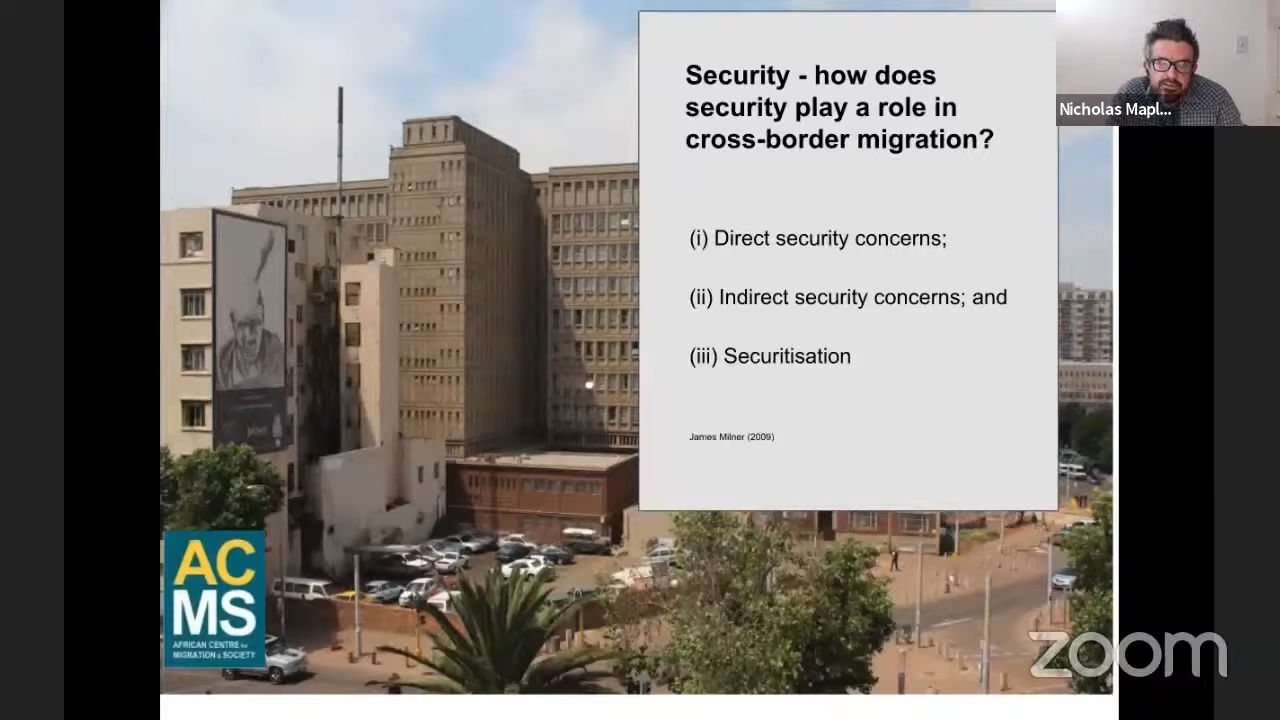 Security - how does
security play a role in
cross-border migration?
(i) Direct security concerns;
(ii) Indirect security concerns; and
(iii) Securitisation
James Milner (2009)
Nicholas Mapl...
AC
MS
AFRICAN CENTRE for
MIGRATION & SOCIETY
zoom